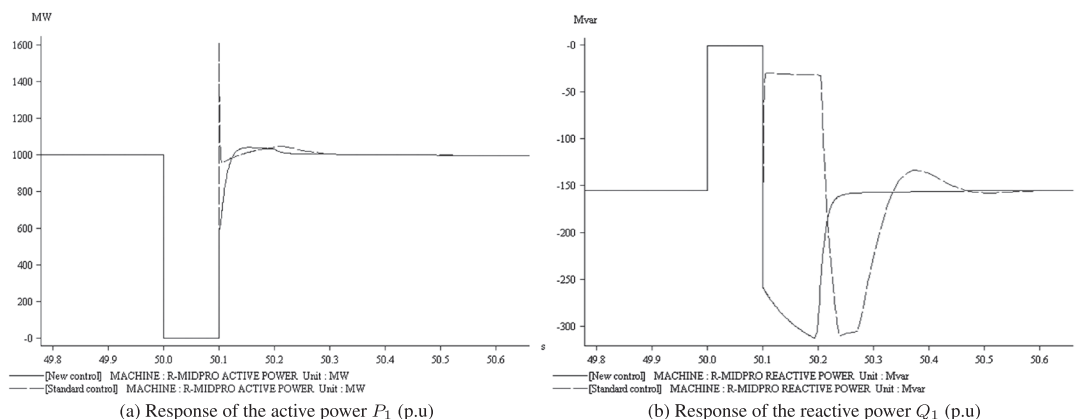 MW
1600
1400
1200
1000
800
600
400
200
-0
49.8 49.9 50.0 50.1 50.2 50.3 50.4 50.5 50.6
s
[New control] MACHINE : R-MIDPRO ACTIVE POWER Unit : MW
[Standard control] MACHINE : R-MIDPRO ACTIVE POWER Unit : MW
(a) Response of the active power P1 (p.u)
Mvar
-0
-50
-100
-150
-200
-250
-300
49.8 49.9 50.0 50.1 50.2 50.3 50.4 50.5 50.6
[New control] MACHINE : R-MIDPRO REACTIVE POWER Unit : Mvar
[Standard control] MACHINE : R-MIDPRO REACTIVE POWER Unit : Mvar
(b) Response of the reactive power Q1 (p.u)